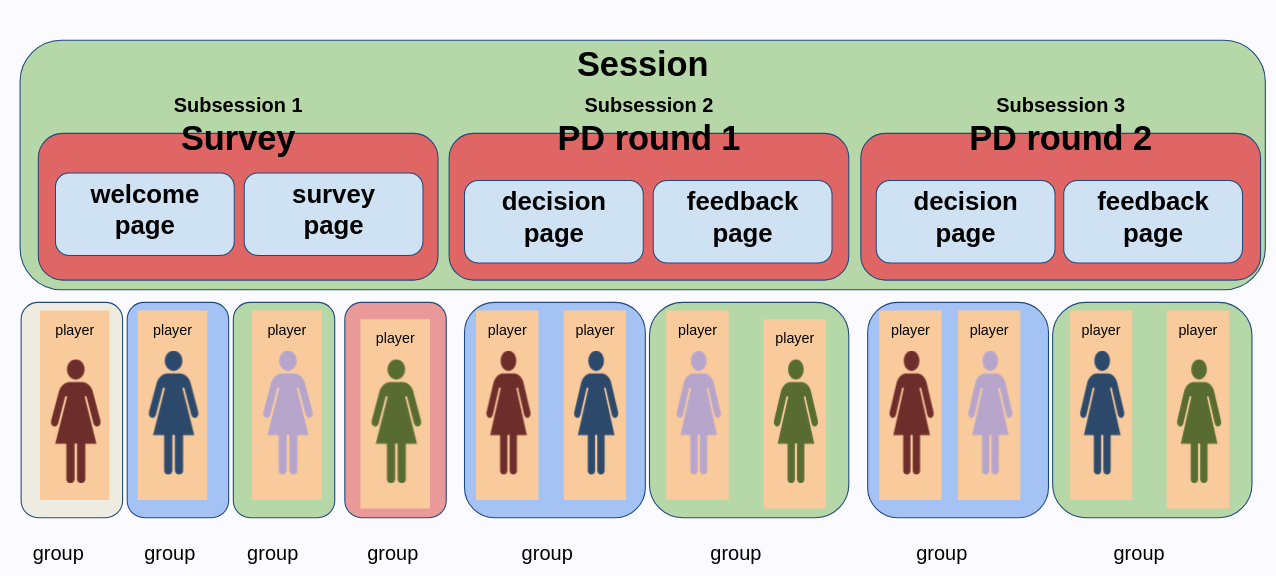 Session
Subsession 1
Subsession 2
Subsession 3
Survey
PD round 1
PD round 2
welcome
page
survey
page
decision
page
feedback
page
decision
page
feedback
page
player
player
player
player
player
player
player
player
player
player
player
player
group
group
group
group
group
group
group
group